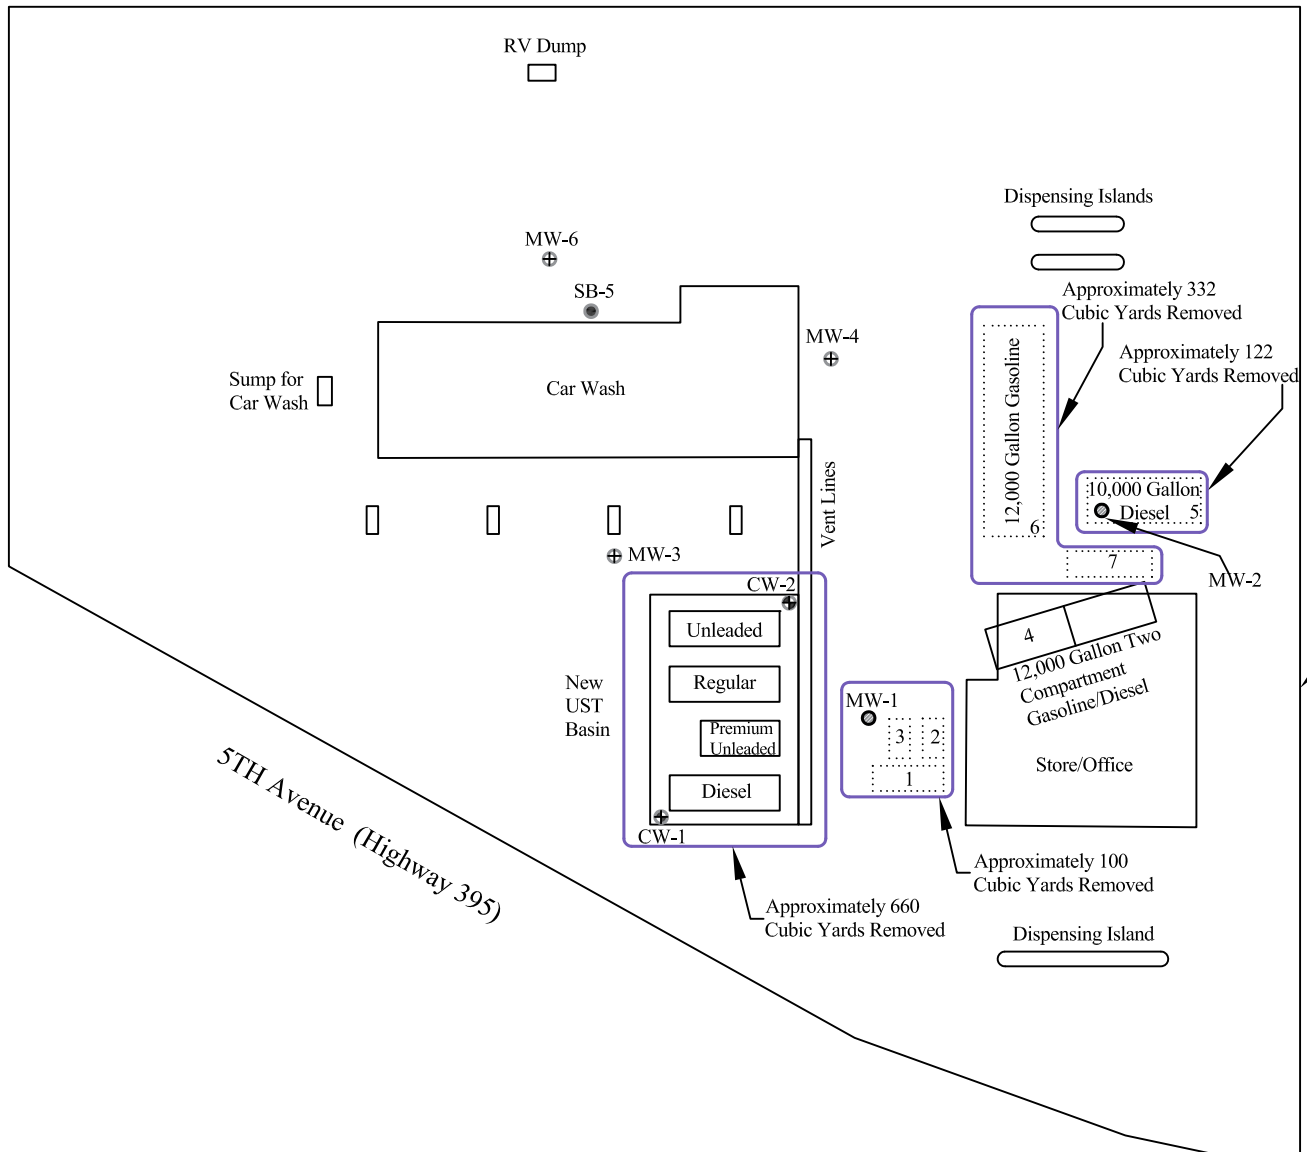 RV Dump
Dispensing Islands
MW-6
SB-5
Approximately 332
Cubic Yards Removed
MW-4
Approximately 122
Cubic Yards Removed
Sump for
Car Wash
Car Wash
12,000 Gallon Gasoline
6
10,000 Gallon
Diesel
5
Vent Lines
MW-3
7
MW-2
CW-2
Unleaded
4
12,000 Gallon Two
Compartment
Gasoline/Diesel
New
UST
Basin
Regular
MW-1
Premium
Unleaded
3
2
1
Store/Office
Diesel
CW-1
5TH Avenue (Highway 395)
Approximately 100
Cubic Yards Removed
Approximately 660
Cubic Yards Removed
Dispensing Island